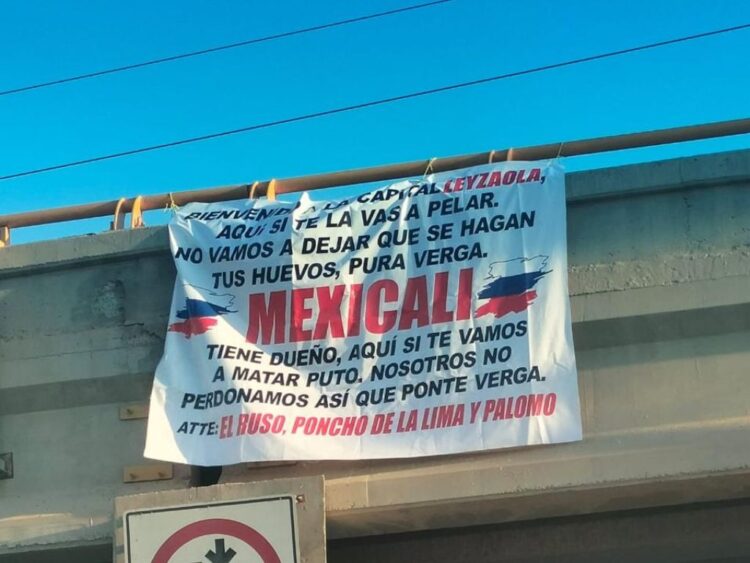 BIENVENIDA A LA CAPITAL LEYZAOLA,
AQUÍ SI TE LA VAS A PELAR.
NO VAMOS A DEJAR QUE SE HAGAN
TUS HUEVOS, PURA VERGA.
MEXICALI
TIENE DUEÑO, AQUÍ SI TE VAMOS
A MATAR PUTO. NOSOTROS NO
PERDONAMOS ASÍ QUE PONTE VERGA.
ATTE: EL RUSO, PONCHO DE LA LIMA Y PALOMO